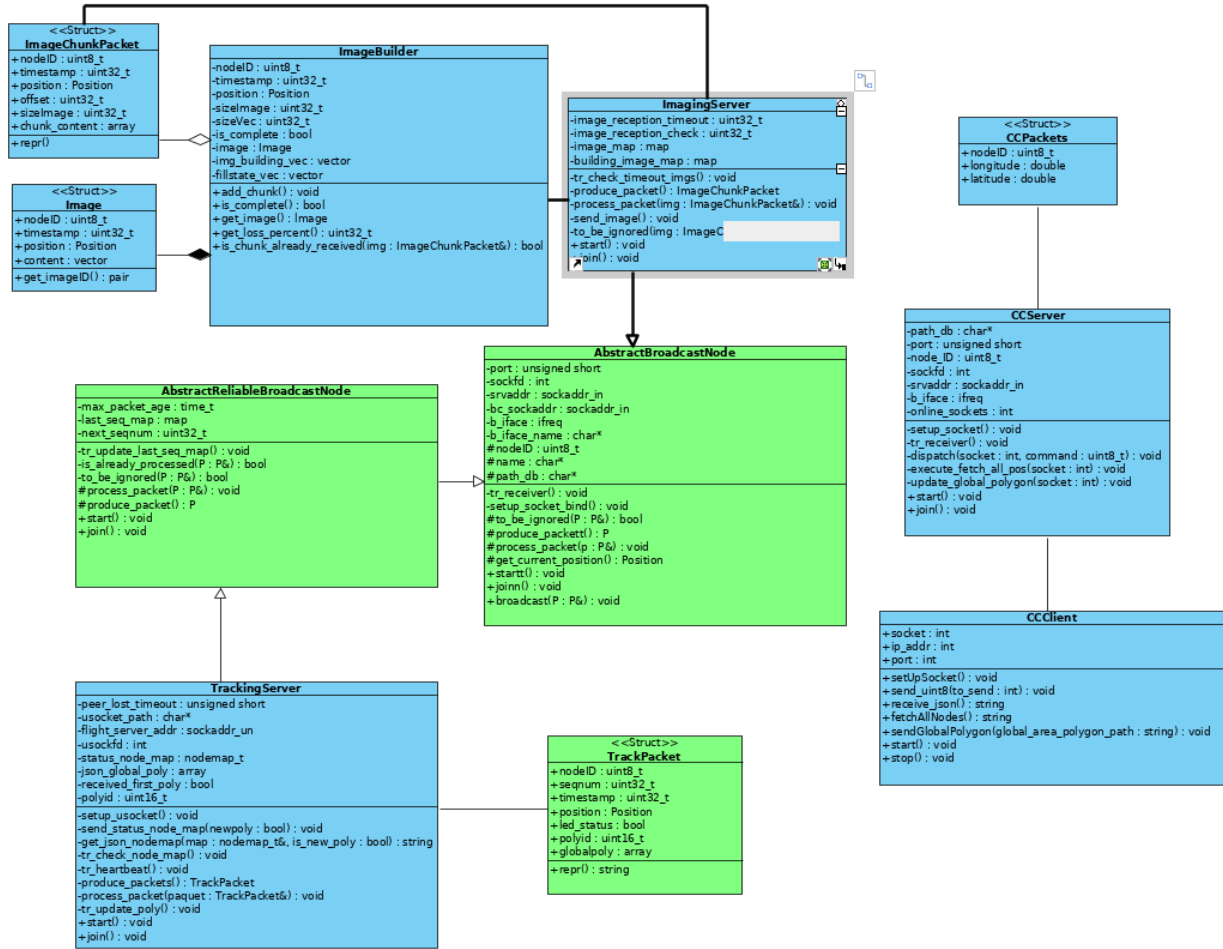 <<Struct>>
ImageChunkPacket
+nodeID : uint8_t
+timestamp : uint32_t
+position : Position
+offset : uint32_t
+sizeImage : uint32_t
+chunk_content : array
+repr()
<<Struct>>
Image
+nodeID : uint8_t
+timestamp : uint32_t
+position : Position
+content : vector
+get_imageID() : pair
ImageBuilder
-nodeID : uint8_t
-timestamp : uint32_t
-position : Position
-sizeImage : uint32_t
-sizeVec : uint32_t
-is_complete : bool
-image : Image
-img_building_vec : vector
-fillstate_vec : vector
+add_chunk() : void
+is_complete() : bool
+get_image() : Image
+get_loss_percent() : uint32_t
+is_chunk_already_received(img : ImageChunkPacket&) : bool
ImagingServer
-image_reception_timeout : uint32_t
-image_reception_check : uint32_t
-image_map : map
-building_image_map : map
-tr_check_timeout_imgs() : void
-produce_packet() : ImageChunkPacket
-process_packet(img : ImageChunkPacket&) : void
-send_image() : void
-to_be_ignored(img : ImageC
+start() : void
join() : void
<<Struct>>
CCPackets
+nodeID : uint8_t
+longitude : double
+latitude : double
CCServer
-path_db : char*
-port : unsigned short
-node_ID : uint8_t
-sockfd : int
-srvaddr : sockaddr_in
-b_iface : ifreq
-online_sockets : int
-setup_socket() : void
-tr_receiver() : void
-dispatch(socket : int, command : uint8_t) : void
-execute_fetch_all_pos(socket : int) : void
-update_global_polygon(socket : int) : void
+start() : void
+join() : void
AbstractBroadcastNode
-port : unsigned short
-sockfd : int
-srvaddr : sockaddr_in
-bc_sockaddr : sockaddr_in
-b_iface : ifreq
-b_iface_name : char*
#nodeID : uint8_t
#name : char*
#path_db : char*
-tr_receiver() : void
-setup_socket_bind() : void
#to_be_ignored(P : P&) : bool
#produce_packett() : P
#process_packet(p : P&) : void
#get_current_position() : Position
+startt() : void
+joinn() : void
+broadcast(P : P&) : void
AbstractReliableBroadcastNode
-max_packet_age : time_t
-last_seq_map : map
-next_seqnum : uint32_t
-tr_update_last_seq_map() : void
-is_already_processed(P : P&) : bool
-to_be_ignored(P : P&) : bool
#process_packet(P : P&) : void
#produce_packet() : P
+start() : void
+join() : void
CCClient
+socket : int
+ip_addr : int
+port : int
+setUpSocket() : void
+send_uint8(to_send : int) : void
+receive_json() : string
+fetchAllNodes() : string
+sendGlobalPolygon(global_area_polygon_path : string) : void
+start() : void
+stop() : void
TrackingServer
-peer_lost_timeout : unsigned short
-usocket_path : char*
-flight_server_addr : sockaddr_un
-usockfd : int
-status_node_map : nodemap_t
-json_global_poly : array
-received_first_poly : bool
-polyid : uint16_t
-setup_usocket() : void
-send_status_node_map(newpoly : bool) : void
-get_json_nodemap(map : nodemap_t&, is_new_poly : bool) : string
-tr_check_node_map() : void
-tr_heartbeat() : void
-produce_packets() : TrackPacket
-process_packet(paquet : TrackPacket&) : void
-tr_update_poly() : void
+start() : void
+join() : void
<<Struct>>
TrackPacket
+nodeID : uint8_t
+seqnum : uint32_t
+timestamp : uint32_t
+position : Position
+led_status : bool
+polyid : uint16_t
+globalpoly : array
+repr() : string